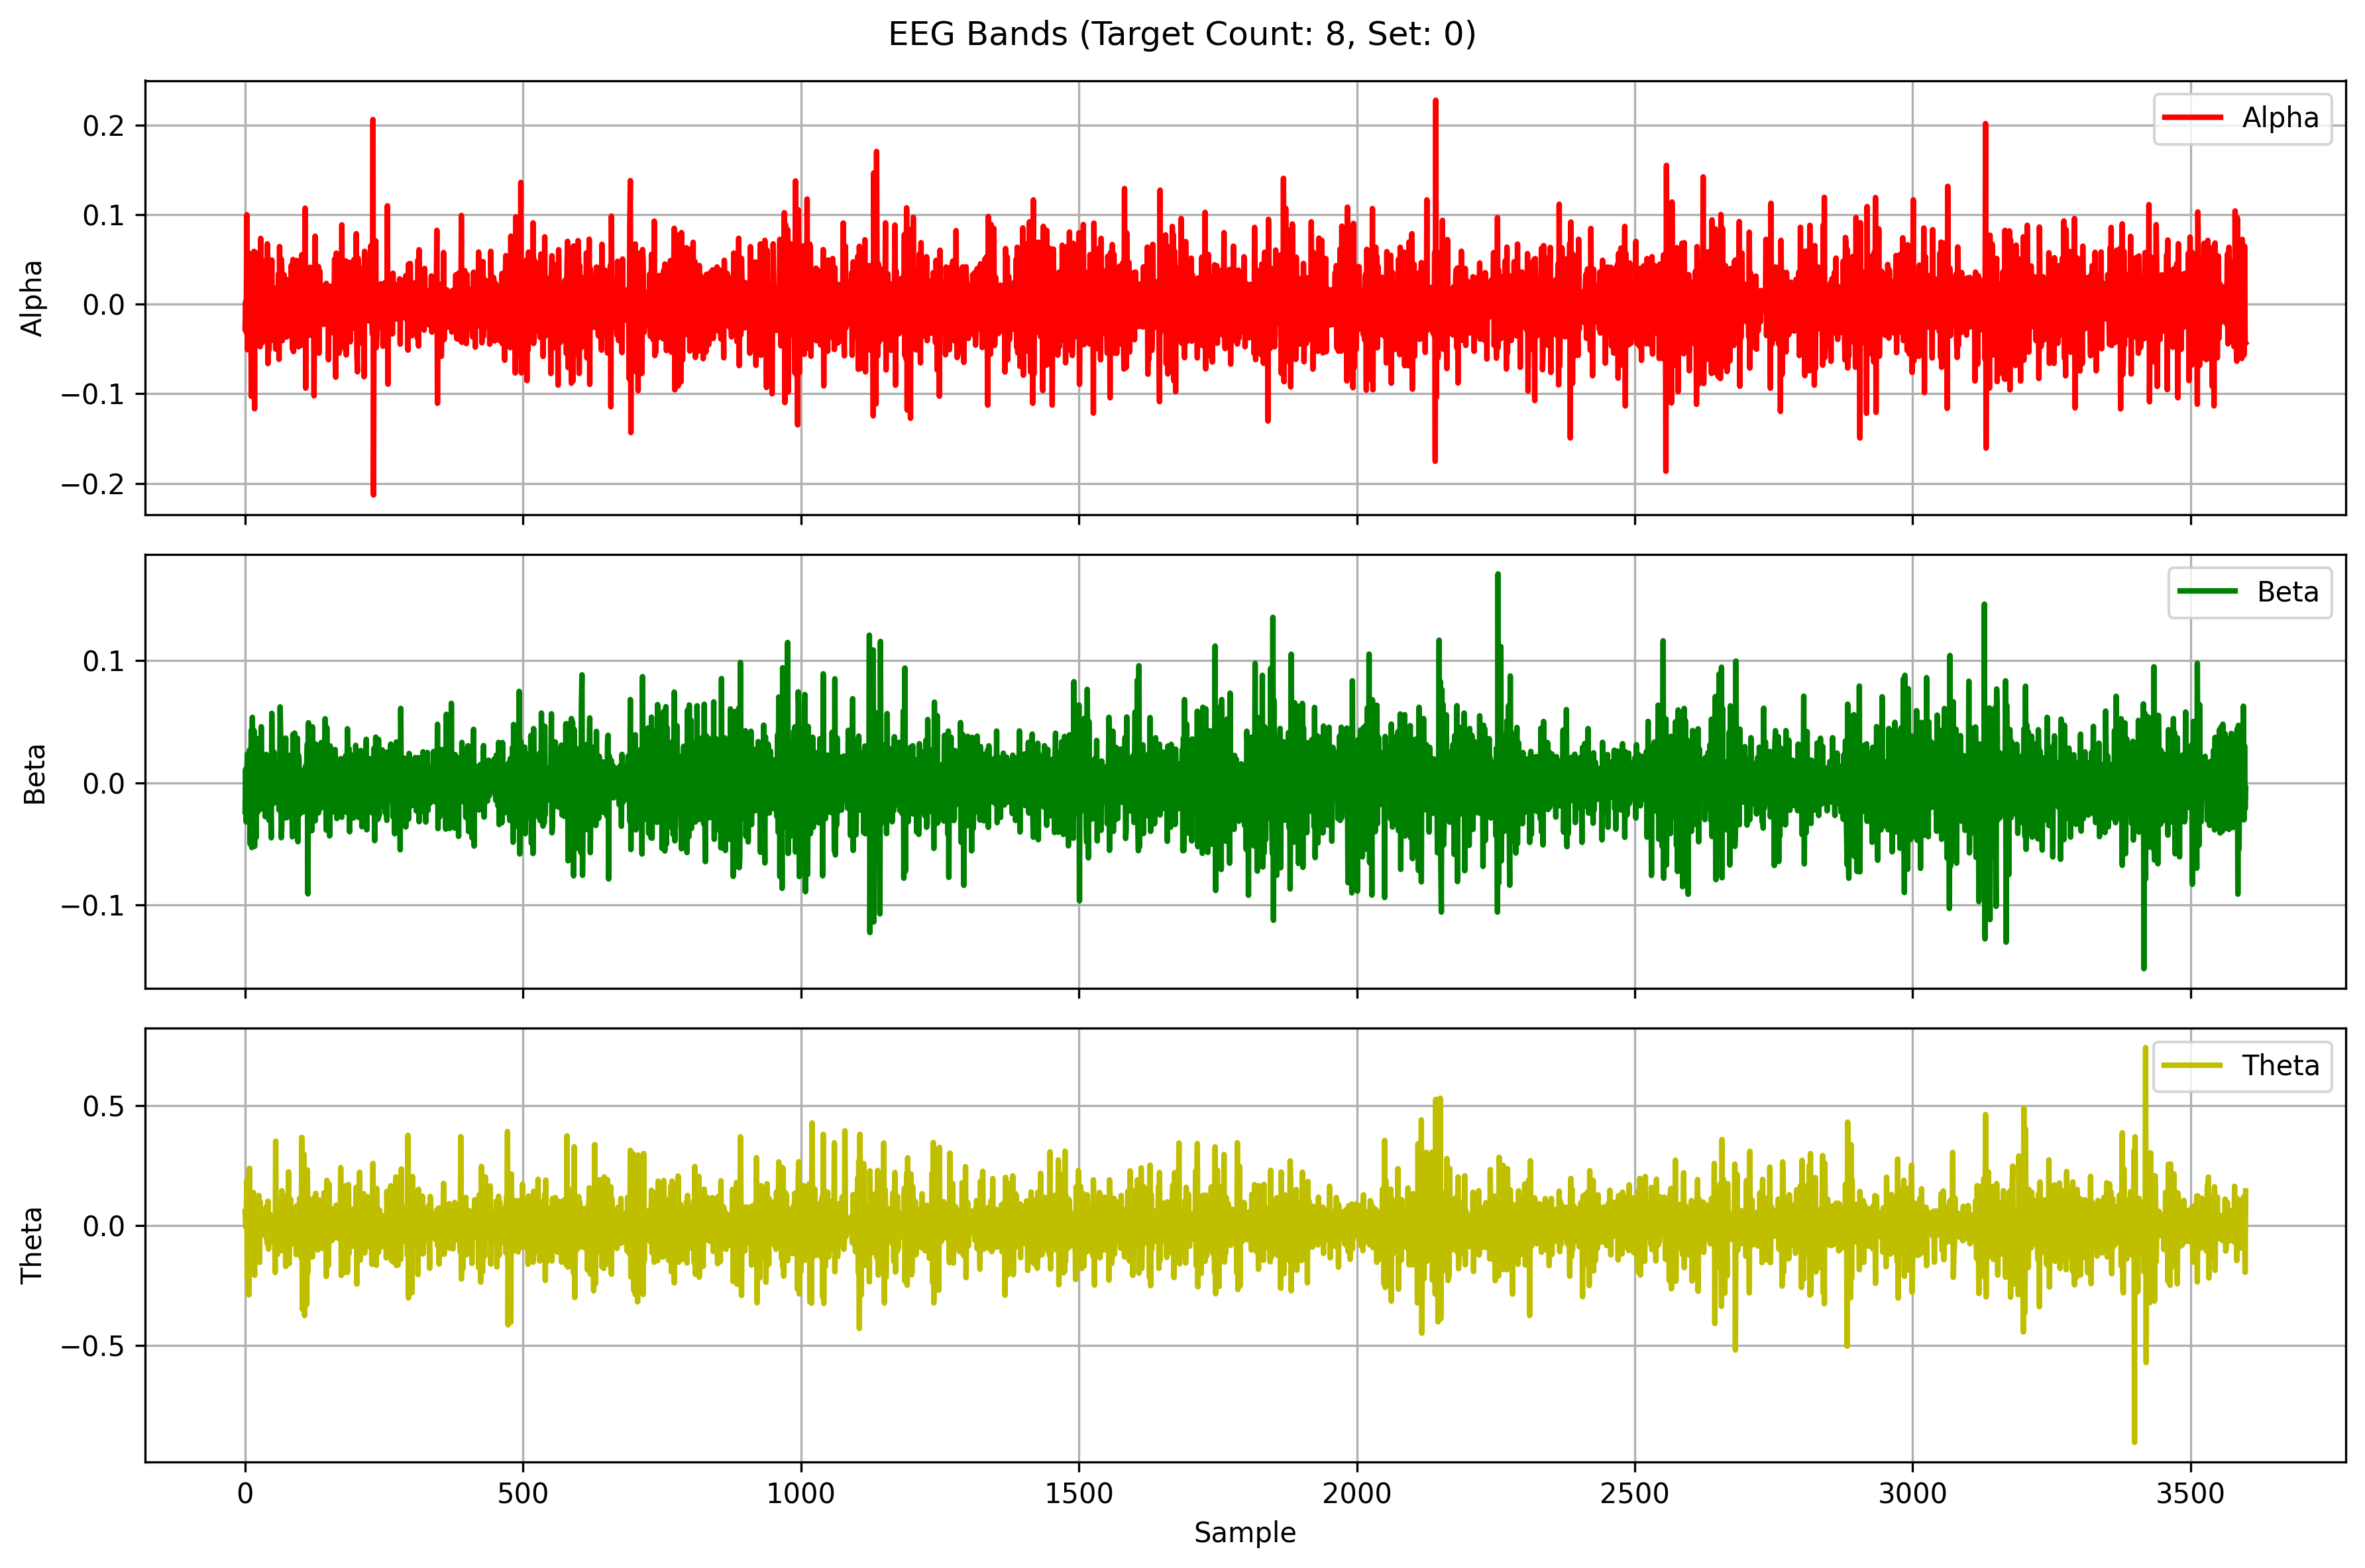 EEG Bands (Target Count: 8, Set: 0)
Alpha
0.2
0.1
0.0
−0.1
−0.2
Alpha
Beta
0.1
0.0
−0.1
Beta
Theta
0.5
0.0
−0.5
Theta
0 500 1000 1500 2000 2500 3000 3500
Sample